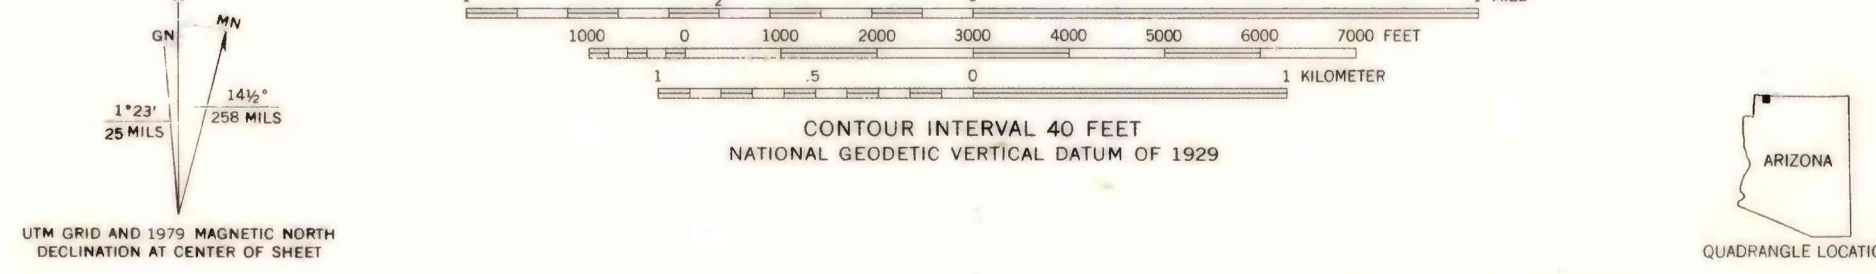 GN
MN
1°23'
25 MILS
14½°
258 MILS
UTM GRID AND 1979 MAGNETIC NORTH
DECLINATION AT CENTER OF SHEET
1000 0 1000 2000 3000 4000 5000 6000 7000 FEET
1 .5 0 1 KILOMETER
CONTOUR INTERVAL 40 FEET
NATIONAL GEODETIC VERTICAL DATUM OF 1929
ARIZONA
QUADRANGLE